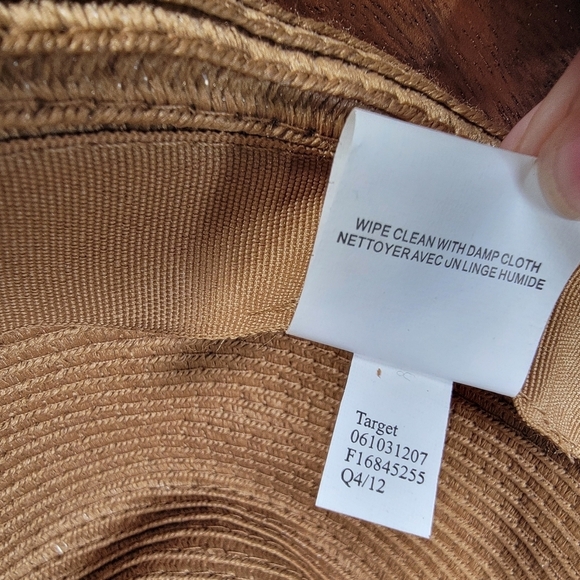 WIPE CLEAN WITH DAMP CLOTH
NETTOYER AVEC UN LINGE HUMIDE
Target
061031207
F16845255
Q4/12